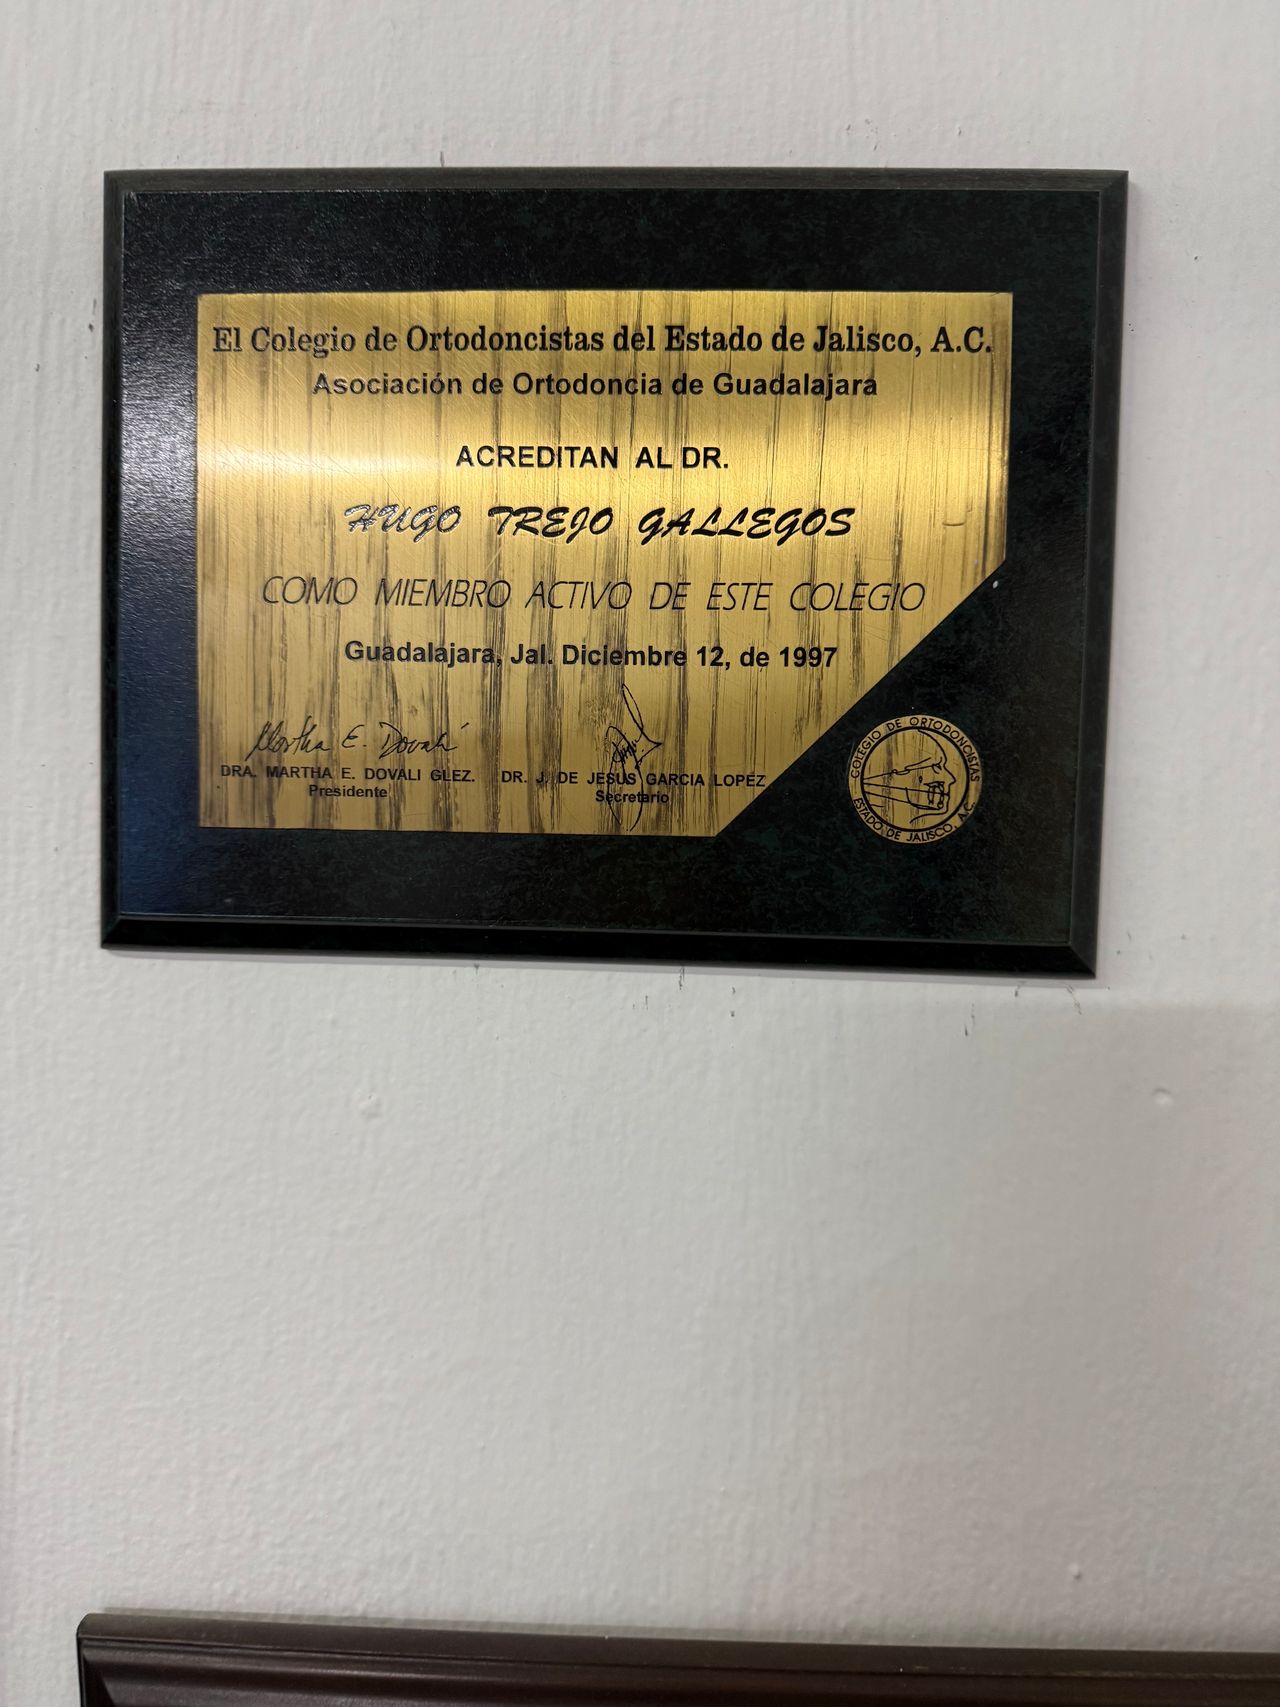 El Colegio de Ortodoncistas del Estado de Jalisco, A.C.
Asociación de Ortodoncia de Guadalajara
ACREDITAN AL DR.
HUGO TREJO GALLEGOS
COMO MIEMBRO ACTIVO DE ESTE COLEGIO
Guadalajara, Jal. Diciembre 12, de 1997
Martha E. Dovali
DRA. MARTHA E. DOVALI GLEZ. DR. J. DE JESUS GARCIA LOPEZ
Presidente Secretario
COLEGIO DE ORTODONCISTAS
ESTADO DE JALISCO, A.C.